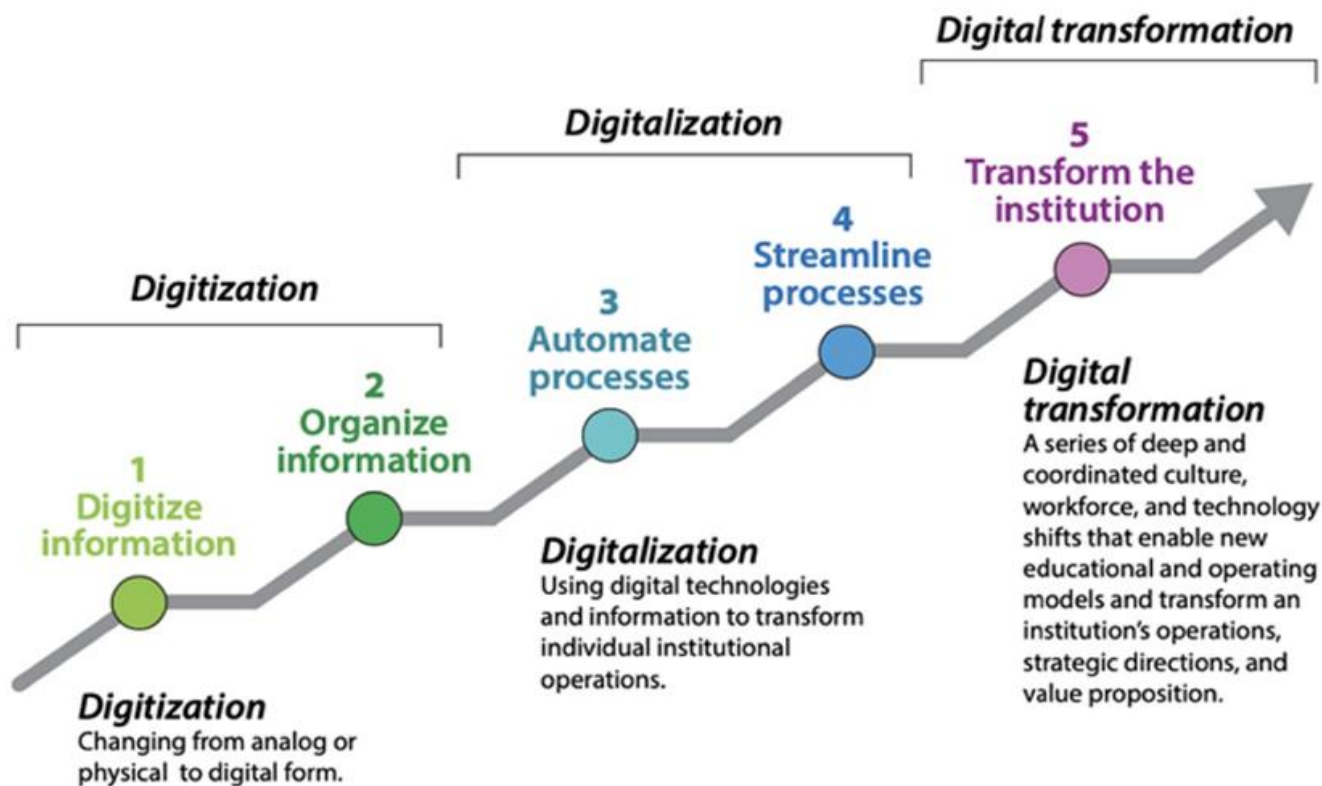 Digital transformation
Digitalization
5
Transform the
institution
4
Streamline
processes
Digitization
3
Automate
processes
2
Organize
information
1
Digitize
information
Digitization
Changing from analog or
physical to digital form.
Digitalization
Using digital technologies
and information to transform
individual institutional
operations.
Digital
transformation
A series of deep and
coordinated culture,
workforce, and technology
shifts that enable new
educational and operating
models and transform an
institution's operations,
strategic directions, and
value proposition.